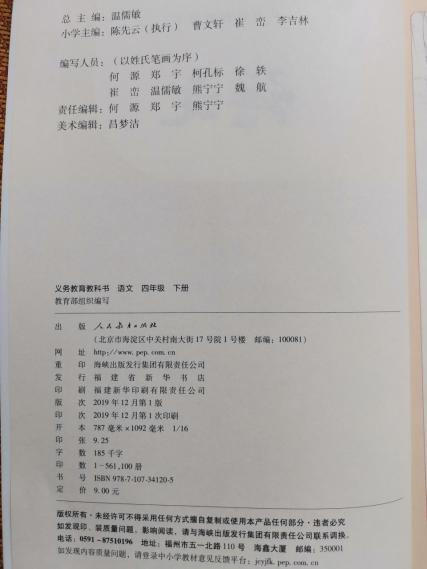 总 主 编：温儒敏
小学主编：陈先云（执行） 曹文轩 崔 峦 李吉林
编写人员：（以姓氏笔画为序）
何 源 郑 宇 柯孔标 徐 轶
崔 峦 温儒敏 熊宁宁 魏 航
责任编辑：何 源 郑 宇 熊宁宁
美术编辑：吕梦洁
义务教育教科书 语文 四年级 下册
教育部组织编写
出 版 人民教育出版社
（北京市海淀区中关村南大街17号院1号楼 邮编：100081）
网 址 http://www.pep.com.cn
重 印 海峡出版发行集团有限责任公司
发 行 福建省新华书店
印 刷 福建新华印刷有限责任公司
版 次 2019年12月第1版
印 次 2019年12月第1次印刷
开 本 787毫米×1092毫米 1/16
印 张 9.25
字 数 185千字
印 数 1-561,100册
书 号 ISBN 978-7-107-34120-5
定 价 9.00元
版权所有·未经许可不得采用任何方式擅自复制或使用本产品任何部分·违者必究
如发现印、装质量问题，影响阅读，请与海峡出版发行集团有限责任公司联系调换。
电话：0591-87510196 地址：福州市五一北路110号 海鑫大厦 邮编：350001
如发现内容质量问题，请登录中小学教材意见反馈平台：jcyjfk.pep.com.cn